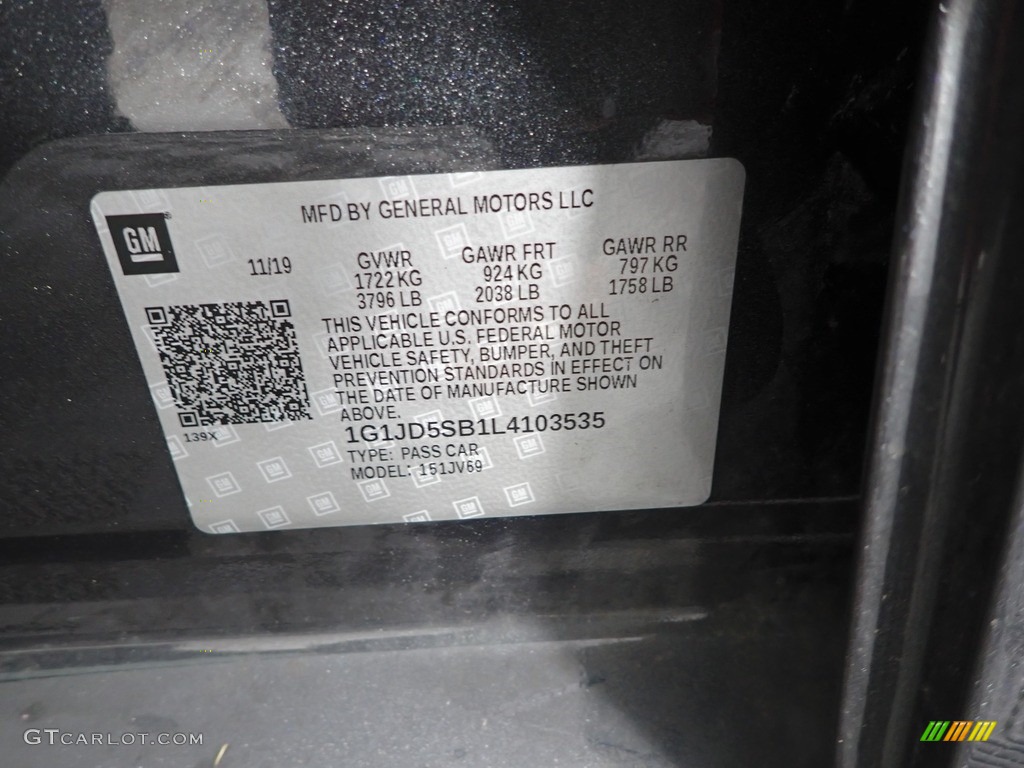 MFD BY GENERAL MOTORS LLC
GM
11/19
GVWR
1722 KG
3796 LB
GAWR FRT
924 KG
2038 LB
GAWR RR
797 KG
1758 LB
THIS VEHICLE CONFORMS TO ALL
APPLICABLE U.S. FEDERAL MOTOR
VEHICLE SAFETY, BUMPER, AND THEFT
PREVENTION STANDARDS IN EFFECT ON
THE DATE OF MANUFACTURE SHOWN
ABOVE.
139X
1G1JD5SB1L4103535
TYPE: PASS CAR
MODEL: 151JV69
GTCARLOT.COM